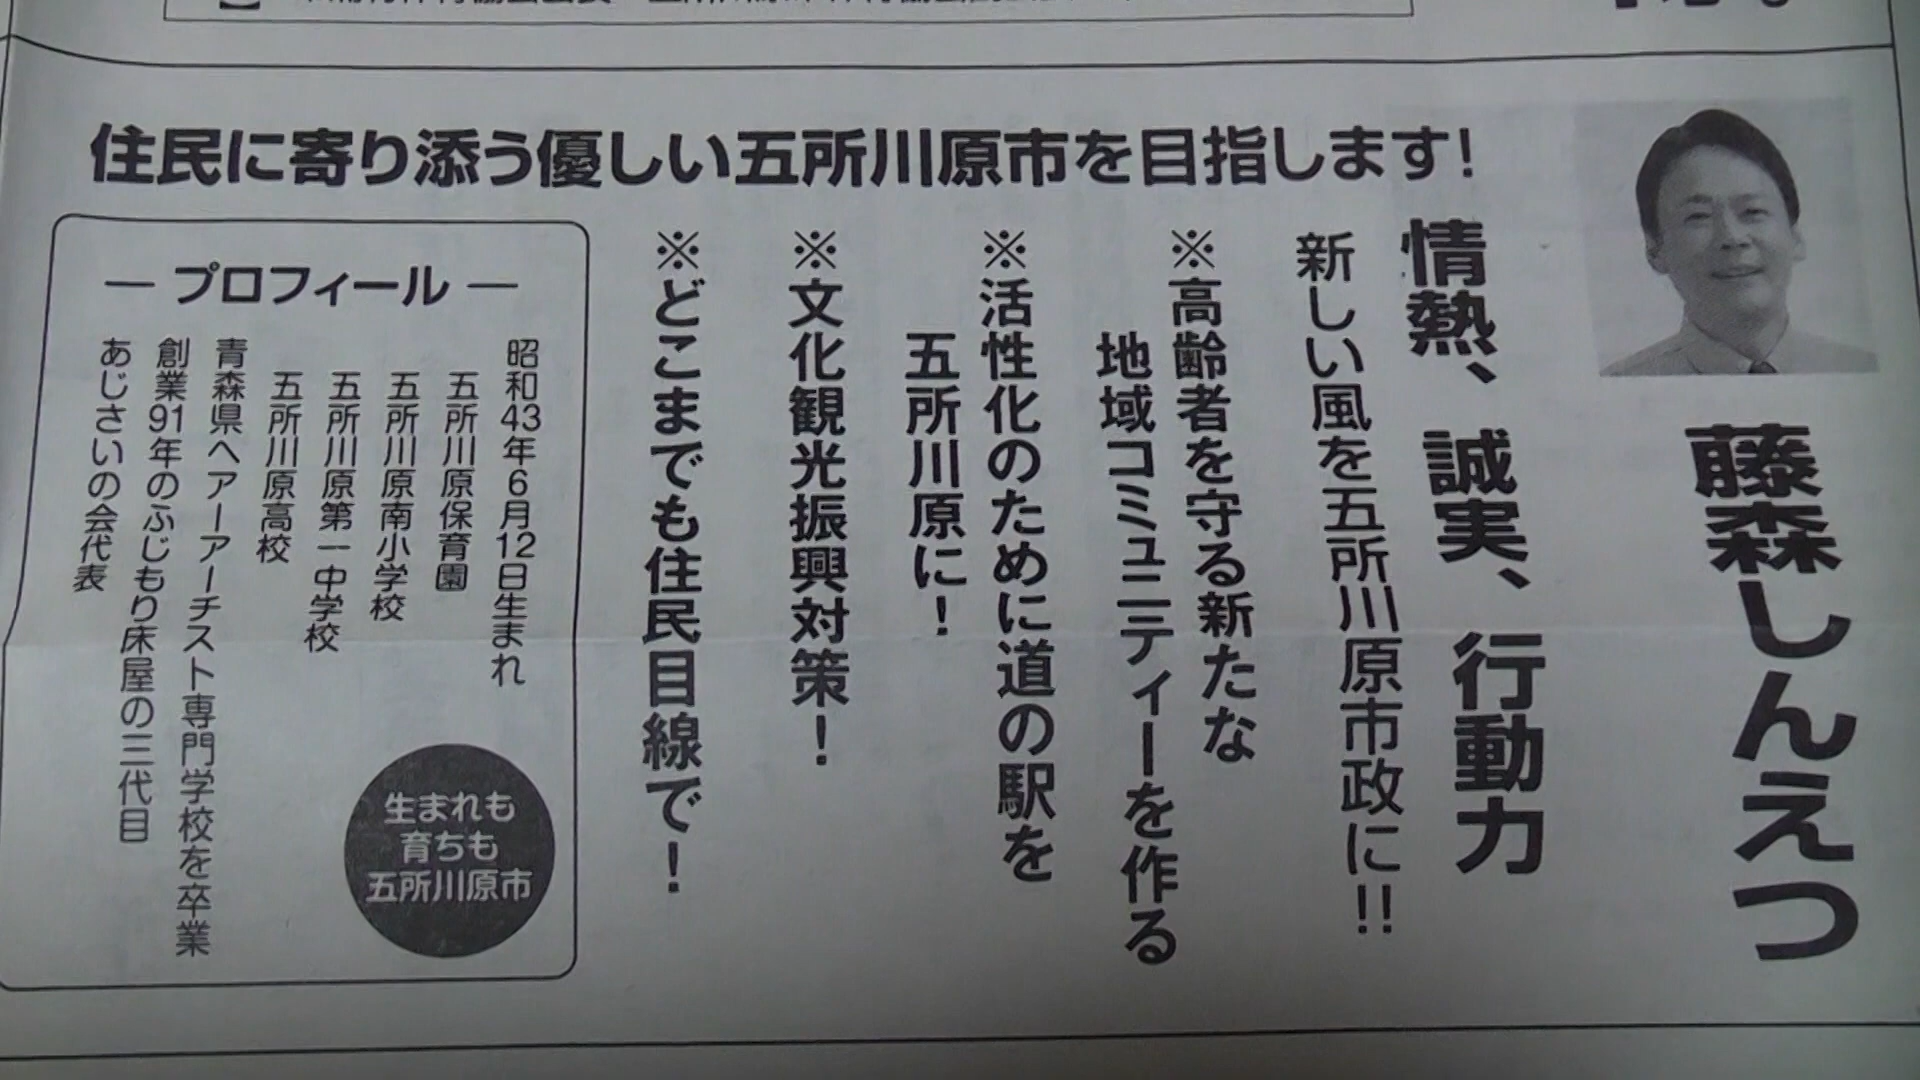 住民に寄り添う優しい五所川原市を目指します!
藤森しんえつ
情熱、誠実、行動力
新しい風を五所川原市政に!!
※高齢者を守る新たな
地域コミュニティーを作る
※活性化のために道の駅を
五所川原に!
※文化観光振興対策!
※どこまでも住民目線で!
― プロフィール ―
昭和43年6月12日生まれ
五所川原保育園
五所川原南小学校
五所川原第一中学校
五所川原高校
青森県ヘアーアーチスト専門学校を卒業
創業91年のふじもり床屋の三代目
あじさいの会代表
生まれも
育ちも
五所川原市